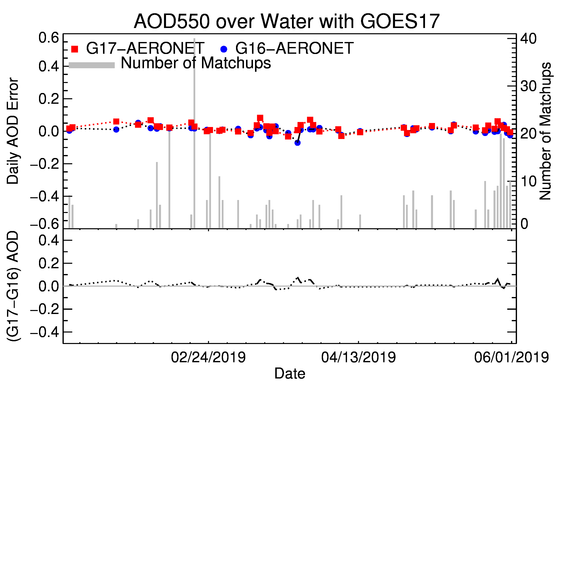 AOD550 over Water with GOES17
G17−AERONET G16−AERONET
Number of Matchups
Daily AOD Error
0.6
0.4
0.2
0.0
−0.2
−0.4
−0.6
Number of Matchups
40
30
20
10
0
(G17−G16) AOD
0.4
0.2
0.0
−0.2
−0.4
02/24/2019 04/13/2019 06/01/2019
Date